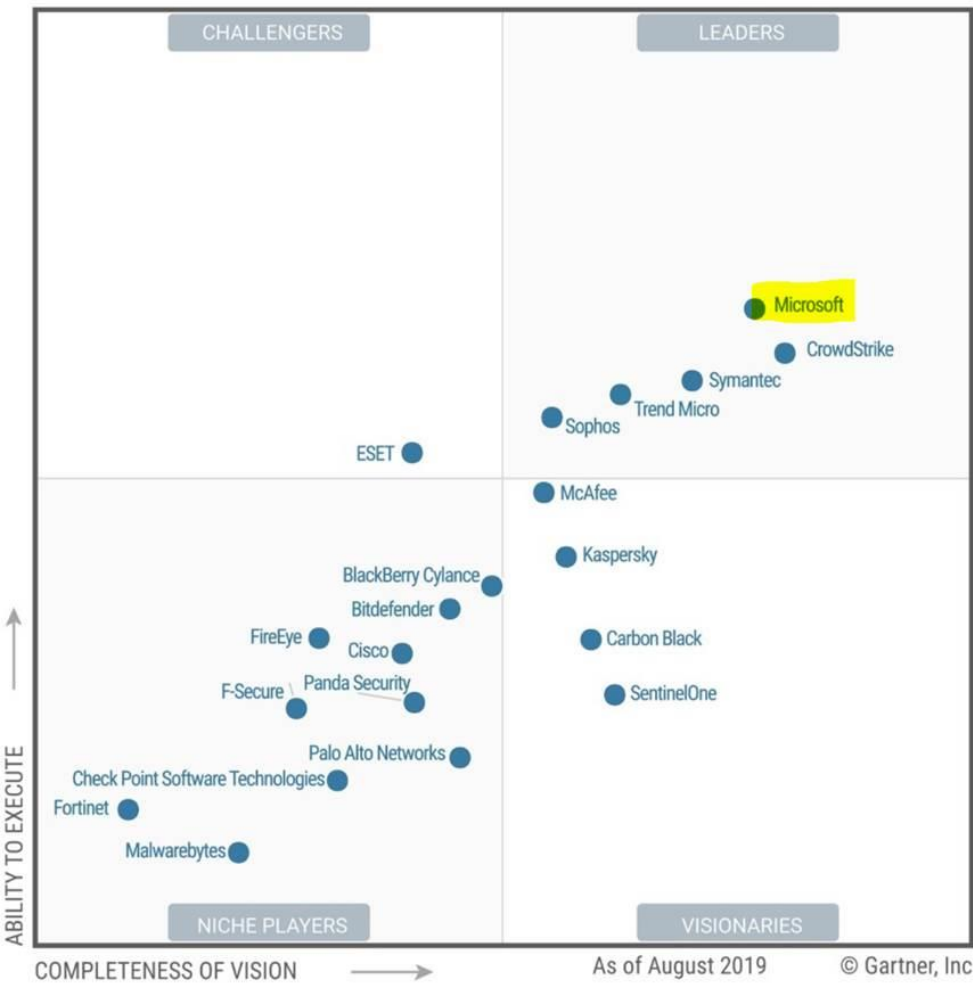 CHALLENGERS
LEADERS
Microsoft
CrowdStrike
Symantec
Trend Micro
Sophos
ESET
McAfee
Kaspersky
BlackBerry Cylance
Bitdefender
FireEye
Carbon Black
Cisco
Panda Security
F-Secure
SentinelOne
Palo Alto Networks
Check Point Software Technologies
Fortinet
Malwarebytes
NICHE PLAYERS
VISIONARIES
ABILITY TO EXECUTE
COMPLETENESS OF VISION
As of August 2019
© Gartner, Inc